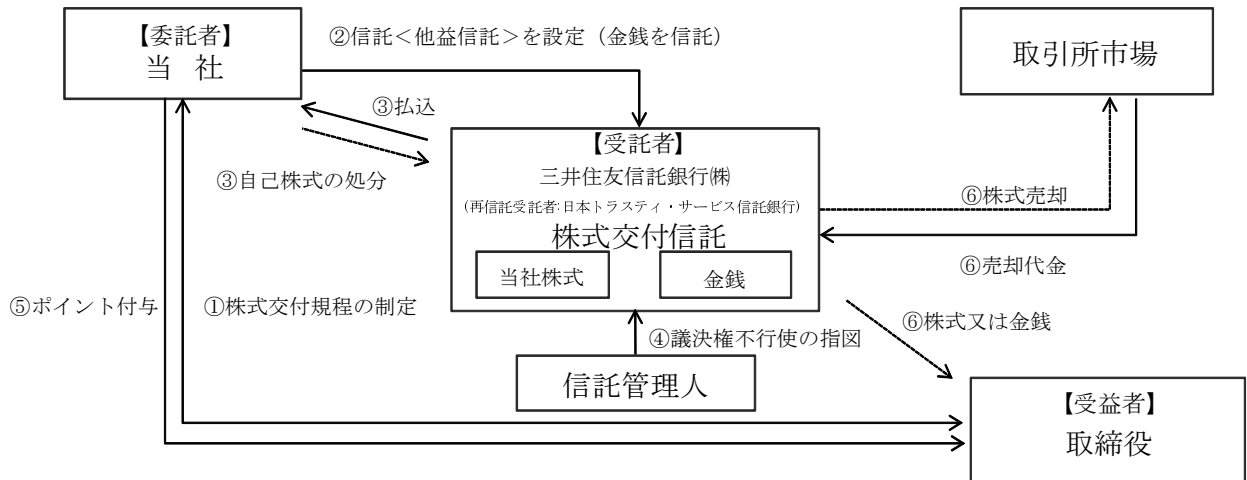 【委託者】
当 社
②信託＜他益信託＞を設定（金銭を信託）
取引所市場
③払込
③自己株式の処分
【受託者】
三井住友信託銀行㈱
(再信託受託者:日本トラスティ・サービス信託銀行)
株式交付信託
当社株式
金銭
⑥株式売却
⑥売却代金
⑤ポイント付与
①株式交付規程の制定
④議決権不行使の指図
⑥株式又は金銭
信託管理人
【受益者】
取締役